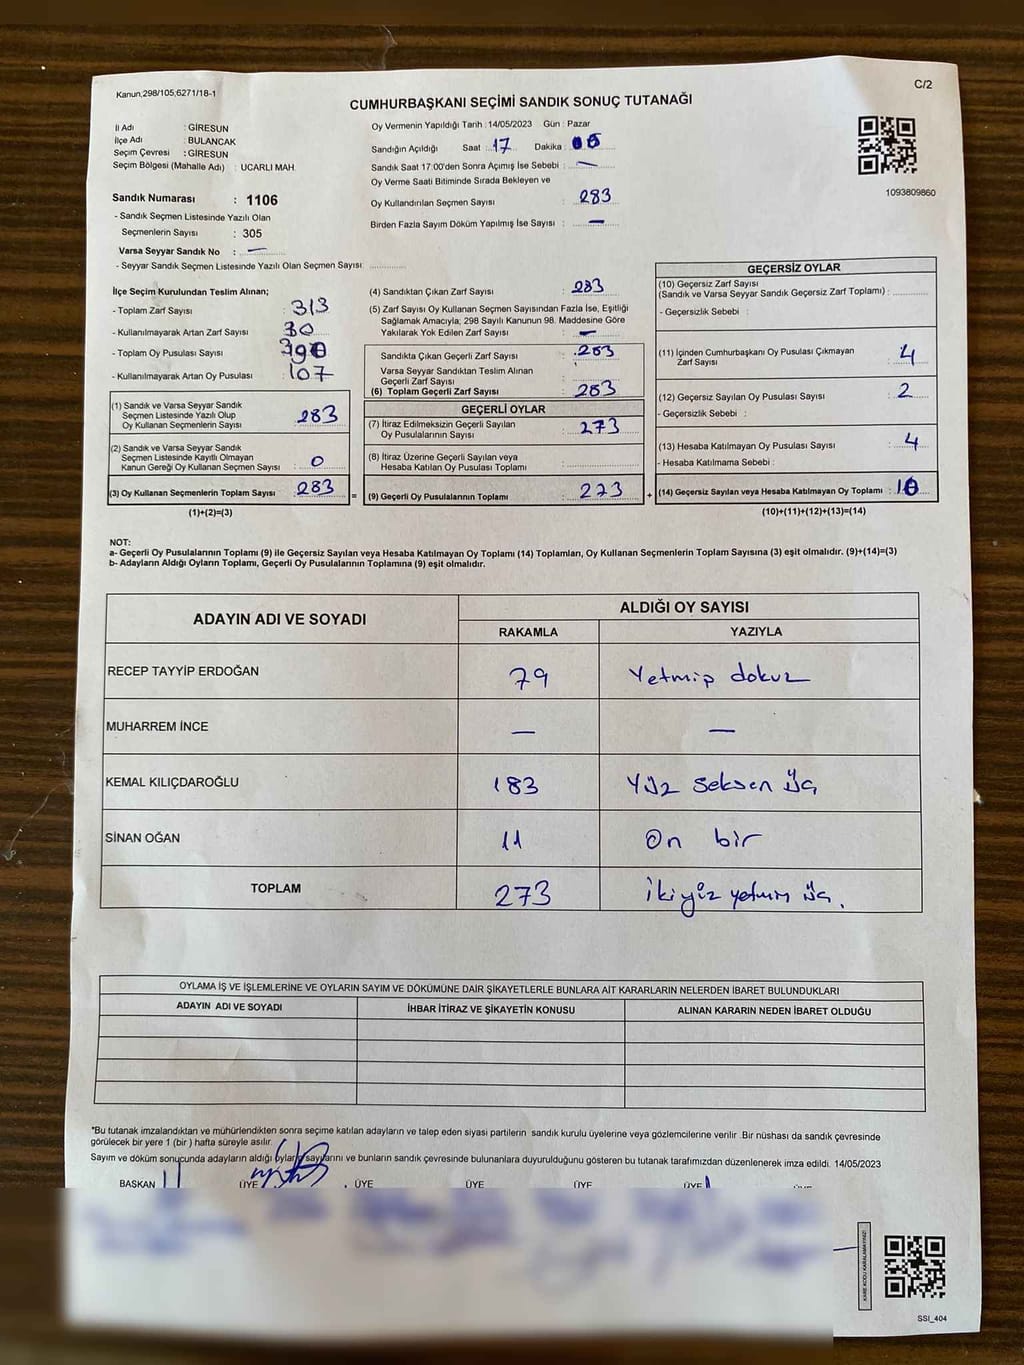 Kanun,298/105,6271/18-1
C/2
CUMHURBAŞKANI SEÇİMİ SANDIK SONUÇ TUTANAĞI
İl Adı : GİRESUN
İlçe Adı : BULANCAK
Seçim Çevresi : GİRESUN
Seçim Bölgesi (Mahalle Adı) : UCARLI MAH.
Oy Vermenin Yapıldığı Tarih : 14/05/2023 Gün : Pazar
Sandığın Açıldığı Saat : 17 Dakika :
Sandık Saat 17:00'den Sonra Açımış İse Sebebi : —
Oy Verme Saati Bitiminde Sırada Bekleyen ve
Oy Kullandırılan Seçmen Sayısı : 283
Birden Fazla Sayım Döküm Yapılmış İse Sayısı : —
1093809860
Sandık Numarası : 1106
- Sandık Seçmen Listesinde Yazılı Olan
Seçmenlerin Sayısı : 305
Varsa Seyyar Sandık No : —
- Seyyar Sandık Seçmen Listesinde Yazılı Olan Seçmen Sayısı :
İlçe Seçim Kurulundan Teslim Alınan;
- Toplam Zarf Sayısı : 313
- Kullanılmayarak Artan Zarf Sayısı : 30
- Toplam Oy Pusulası Sayısı :
- Kullanılmayarak Artan Oy Pusulası : 107
(1) Sandık ve Varsa Seyyar Sandık
Seçmen Listesinde Yazılı Olup
Oy Kullanan Seçmenlerin Sayısı : 283
(2) Sandık ve Varsa Seyyar Sandık
Seçmen Listesinde Kayıtlı Olmayan
Kanun Gereği Oy Kullanan Seçmen Sayısı : 0
(3) Oy Kullanan Seçmenlerin Toplam Sayısı : 283
(1)+(2)=(3)
=
(4) Sandıktan Çıkan Zarf Sayısı : 283
(5) Zarf Sayısı Oy Kullanan Seçmen Sayısından Fazla İse, Eşitliği
Sağlamak Amacıyla; 298 Sayılı Kanunun 98. Maddesine Göre
Yakılarak Yok Edilen Zarf Sayısı : —
Sandıkta Çıkan Geçerli Zarf Sayısı : 283
Varsa Seyyar Sandıktan Teslim Alınan
Geçerli Zarf Sayısı :
(6) Toplam Geçerli Zarf Sayısı : 283
GEÇERLİ OYLAR
(7) İtiraz Edilmeksizin Geçerli Sayılan
Oy Pusulalarının Sayısı : 273
(8) İtiraz Üzerine Geçerli Sayılan veya
Hesaba Katılan Oy Pusulası Toplamı :
(9) Geçerli Oy Pusulalarının Toplamı : 273
+
GEÇERSİZ OYLAR
(10) Geçersiz Zarf Sayısı
(Sandık ve Varsa Seyyar Sandık Geçersiz Zarf Toplamı) :
- Geçersizlik Sebebi :
(11) İçinden Cumhurbaşkanı Oy Pusulası Çıkmayan
Zarf Sayısı : 4
(12) Geçersiz Sayılan Oy Pusulası Sayısı : 2
- Geçersizlik Sebebi :
(13) Hesaba Katılmayan Oy Pusulası Sayısı : 4
- Hesaba Katılmama Sebebi :
(14) Geçersiz Sayılan veya Hesaba Katılmayan Oy Toplamı : 10
(10)+(11)+(12)+(13)=(14)
NOT:
a- Geçerli Oy Pusulalarının Toplamı (9) ile Geçersiz Sayılan veya Hesaba Katılmayan Oy Toplamı (14) Toplamları, Oy Kullanan Seçmenlerin Toplam Sayısına (3) eşit olmalıdır. (9)+(14)=(3)
b- Adayların Aldığı Oyların Toplamı, Geçerli Oy Pusulalarının Toplamına (9) eşit olmalıdır.
ADAYIN ADI VE SOYADI
ALDIĞI OY SAYISI
RAKAMLA YAZIYLA
RECEP TAYYİP ERDOĞAN 79 Yetmiş dokuz
MUHARREM İNCE — —
KEMAL KILIÇDAROĞLU 183 Yüz seksen üç
SİNAN OĞAN 11 On bir
TOPLAM 273 ikiyüz yetmiş üç.
OYLAMA İŞ VE İŞLEMLERİNE VE OYLARIN SAYIM VE DÖKÜMÜNE DAİR ŞİKAYETLERLE BUNLARA AİT KARARLARIN NELERDEN İBARET BULUNDUKLARI
ADAYIN ADI VE SOYADI İHBAR İTİRAZ VE ŞİKAYETİN KONUSU ALINAN KARARIN NEDEN İBARET OLDUĞU
*Bu tutanak imzalandıktan ve mühürlendikten sonra seçime katılan adayların ve talep eden siyasi partilerin sandık kurulu üyelerine veya gözlemcilerine verilir .Bir nüshası da sandık çevresinde
görülecek bir yere 1 (bir ) hafta süreyle asılır.
Sayım ve döküm sonucunda adayların aldığı oyların sayılarını ve bunların sandık çevresinde bulunanlara duyurulduğunu gösteren bu tutanak tarafımızdan düzenlenerek imza edildi. 14/05/2023
BAŞKAN ÜYE ÜYE ÜYE ÜYE ÜYE
KARE KODU KARALAMAYINIZ!
SSI_404